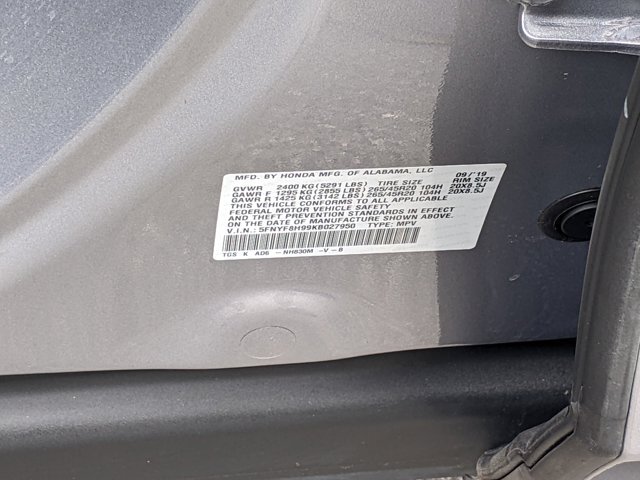 MFD. BY HONDA MFG. OF ALABAMA, LLC 09/'19
GVWR 2400 KG(5291 LBS) TIRE SIZE RIM SIZE
GAWR F 1295 KG(2855 LBS) 265/45R20 104H 20X8.5J
GAWR R 1425 KG(3142 LBS) 265/45R20 104H 20X8.5J
THIS VEHICLE CONFORMS TO ALL APPLICABLE
FEDERAL MOTOR VEHICLE SAFETY
AND THEFT PREVENTION STANDARDS IN EFFECT
ON THE DATE OF MANUFACTURE SHOWN ABOVE.
V.I.N.: 5FNYF8H99KB027950 TYPE: MPV
TGS K AD6 -NH830M -V-B